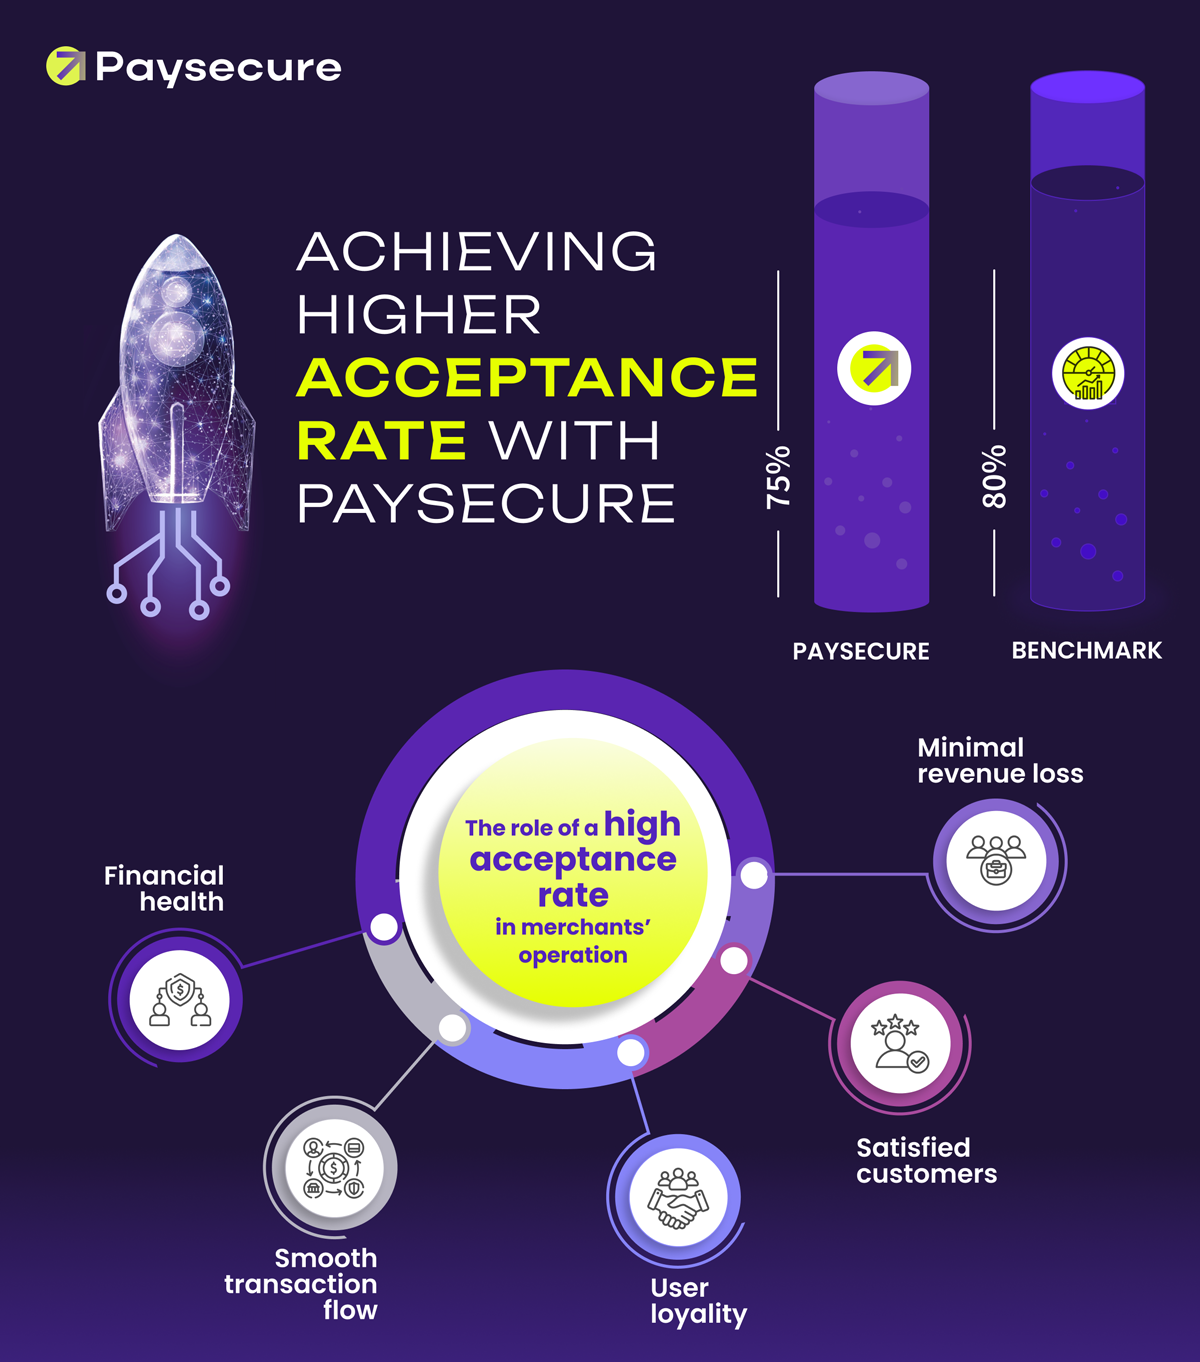 Paysecure
ACHIEVING
HIGHER
ACCEPTANCE
RATE WITH
PAYSECURE
75%
80%
PAYSECURE
BENCHMARK
The role of a high
acceptance
rate
in merchants’
operation
Minimal
revenue loss
Financial
health
Satisfied
customers
Smooth
transaction
flow
User
loyality